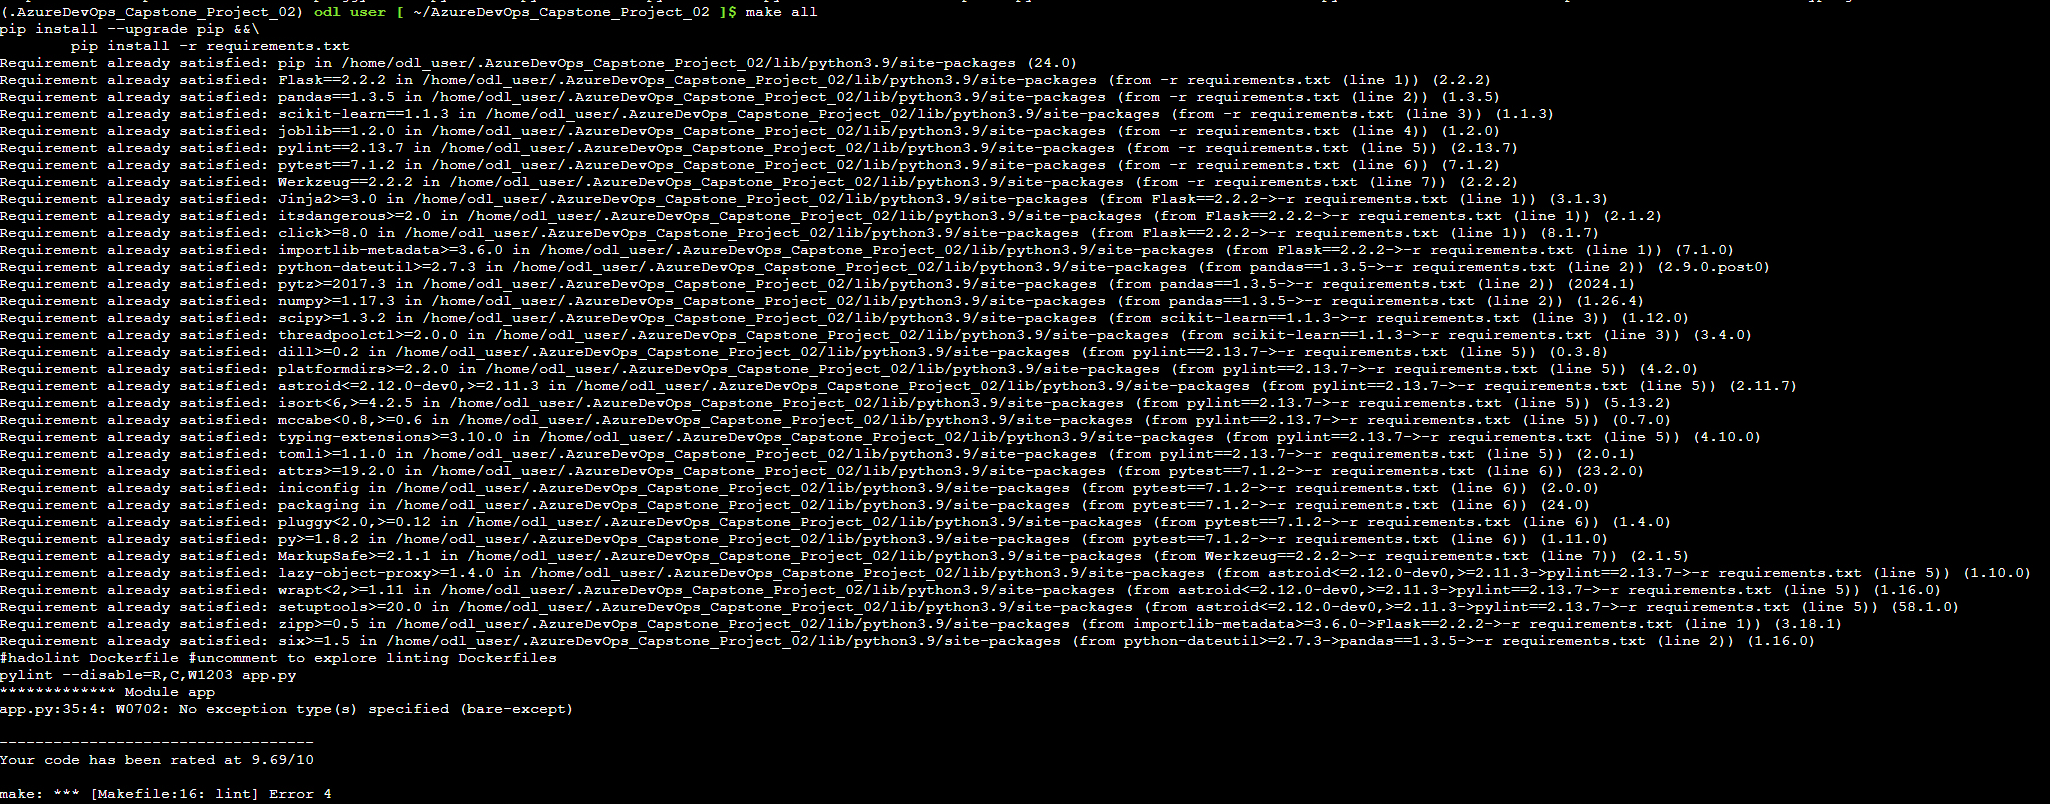 (.AzureDevOps_Capstone_Project_02) odl_user [ ~/AzureDevOps_Capstone_Project_02 ]$ make all
pip install --upgrade pip &&\
        pip install -r requirements.txt
Requirement already satisfied: pip in /home/odl_user/.AzureDevOps_Capstone_Project_02/lib/python3.9/site-packages (24.0)
Requirement already satisfied: Flask==2.2.2 in /home/odl_user/.AzureDevOps_Capstone_Project_02/lib/python3.9/site-packages (from -r requirements.txt (line 1)) (2.2.2)
Requirement already satisfied: pandas==1.3.5 in /home/odl_user/.AzureDevOps_Capstone_Project_02/lib/python3.9/site-packages (from -r requirements.txt (line 2)) (1.3.5)
Requirement already satisfied: scikit-learn==1.1.3 in /home/odl_user/.AzureDevOps_Capstone_Project_02/lib/python3.9/site-packages (from -r requirements.txt (line 3)) (1.1.3)
Requirement already satisfied: joblib==1.2.0 in /home/odl_user/.AzureDevOps_Capstone_Project_02/lib/python3.9/site-packages (from -r requirements.txt (line 4)) (1.2.0)
Requirement already satisfied: pylint==2.13.7 in /home/odl_user/.AzureDevOps_Capstone_Project_02/lib/python3.9/site-packages (from -r requirements.txt (line 5)) (2.13.7)
Requirement already satisfied: pytest==7.1.2 in /home/odl_user/.AzureDevOps_Capstone_Project_02/lib/python3.9/site-packages (from -r requirements.txt (line 6)) (7.1.2)
Requirement already satisfied: Werkzeug==2.2.2 in /home/odl_user/.AzureDevOps_Capstone_Project_02/lib/python3.9/site-packages (from -r requirements.txt (line 7)) (2.2.2)
Requirement already satisfied: Jinja2>=3.0 in /home/odl_user/.AzureDevOps_Capstone_Project_02/lib/python3.9/site-packages (from Flask==2.2.2->-r requirements.txt (line 1)) (3.1.3)
Requirement already satisfied: itsdangerous>=2.0 in /home/odl_user/.AzureDevOps_Capstone_Project_02/lib/python3.9/site-packages (from Flask==2.2.2->-r requirements.txt (line 1)) (2.1.2)
Requirement already satisfied: click>=8.0 in /home/odl_user/.AzureDevOps_Capstone_Project_02/lib/python3.9/site-packages (from Flask==2.2.2->-r requirements.txt (line 1)) (8.1.7)
Requirement already satisfied: importlib-metadata>=3.6.0 in /home/odl_user/.AzureDevOps_Capstone_Project_02/lib/python3.9/site-packages (from Flask==2.2.2->-r requirements.txt (line 1)) (7.1.0)
Requirement already satisfied: python-dateutil>=2.7.3 in /home/odl_user/.AzureDevOps_Capstone_Project_02/lib/python3.9/site-packages (from pandas==1.3.5->-r requirements.txt (line 2)) (2.9.0.post0)
Requirement already satisfied: pytz>=2017.3 in /home/odl_user/.AzureDevOps_Capstone_Project_02/lib/python3.9/site-packages (from pandas==1.3.5->-r requirements.txt (line 2)) (2024.1)
Requirement already satisfied: numpy>=1.17.3 in /home/odl_user/.AzureDevOps_Capstone_Project_02/lib/python3.9/site-packages (from pandas==1.3.5->-r requirements.txt (line 2)) (1.26.4)
Requirement already satisfied: scipy>=1.3.2 in /home/odl_user/.AzureDevOps_Capstone_Project_02/lib/python3.9/site-packages (from scikit-learn==1.1.3->-r requirements.txt (line 3)) (1.12.0)
Requirement already satisfied: threadpoolctl>=2.0.0 in /home/odl_user/.AzureDevOps_Capstone_Project_02/lib/python3.9/site-packages (from scikit-learn==1.1.3->-r requirements.txt (line 3)) (3.4.0)
Requirement already satisfied: dill>=0.2 in /home/odl_user/.AzureDevOps_Capstone_Project_02/lib/python3.9/site-packages (from pylint==2.13.7->-r requirements.txt (line 5)) (0.3.8)
Requirement already satisfied: platformdirs>=2.2.0 in /home/odl_user/.AzureDevOps_Capstone_Project_02/lib/python3.9/site-packages (from pylint==2.13.7->-r requirements.txt (line 5)) (4.2.0)
Requirement already satisfied: astroid<=2.12.0-dev0,>=2.11.3 in /home/odl_user/.AzureDevOps_Capstone_Project_02/lib/python3.9/site-packages (from pylint==2.13.7->-r requirements.txt (line 5)) (2.11.7)
Requirement already satisfied: isort<6,>=4.2.5 in /home/odl_user/.AzureDevOps_Capstone_Project_02/lib/python3.9/site-packages (from pylint==2.13.7->-r requirements.txt (line 5)) (5.13.2)
Requirement already satisfied: mccabe<0.8,>=0.6 in /home/odl_user/.AzureDevOps_Capstone_Project_02/lib/python3.9/site-packages (from pylint==2.13.7->-r requirements.txt (line 5)) (0.7.0)
Requirement already satisfied: typing-extensions>=3.10.0 in /home/odl_user/.AzureDevOps_Capstone_Project_02/lib/python3.9/site-packages (from pylint==2.13.7->-r requirements.txt (line 5)) (4.10.0)
Requirement already satisfied: tomli>=1.1.0 in /home/odl_user/.AzureDevOps_Capstone_Project_02/lib/python3.9/site-packages (from pylint==2.13.7->-r requirements.txt (line 5)) (2.0.1)
Requirement already satisfied: attrs>=19.2.0 in /home/odl_user/.AzureDevOps_Capstone_Project_02/lib/python3.9/site-packages (from pytest==7.1.2->-r requirements.txt (line 6)) (23.2.0)
Requirement already satisfied: iniconfig in /home/odl_user/.AzureDevOps_Capstone_Project_02/lib/python3.9/site-packages (from pytest==7.1.2->-r requirements.txt (line 6)) (2.0.0)
Requirement already satisfied: packaging in /home/odl_user/.AzureDevOps_Capstone_Project_02/lib/python3.9/site-packages (from pytest==7.1.2->-r requirements.txt (line 6)) (24.0)
Requirement already satisfied: pluggy<2.0,>=0.12 in /home/odl_user/.AzureDevOps_Capstone_Project_02/lib/python3.9/site-packages (from pytest==7.1.2->-r requirements.txt (line 6)) (1.4.0)
Requirement already satisfied: py>=1.8.2 in /home/odl_user/.AzureDevOps_Capstone_Project_02/lib/python3.9/site-packages (from pytest==7.1.2->-r requirements.txt (line 6)) (1.11.0)
Requirement already satisfied: MarkupSafe>=2.1.1 in /home/odl_user/.AzureDevOps_Capstone_Project_02/lib/python3.9/site-packages (from Werkzeug==2.2.2->-r requirements.txt (line 7)) (2.1.5)
Requirement already satisfied: lazy-object-proxy>=1.4.0 in /home/odl_user/.AzureDevOps_Capstone_Project_02/lib/python3.9/site-packages (from astroid<=2.12.0-dev0,>=2.11.3->pylint==2.13.7->-r requirements.txt (line 5)) (1.10.0)
Requirement already satisfied: wrapt<2,>=1.11 in /home/odl_user/.AzureDevOps_Capstone_Project_02/lib/python3.9/site-packages (from astroid<=2.12.0-dev0,>=2.11.3->pylint==2.13.7->-r requirements.txt (line 5)) (1.16.0)
Requirement already satisfied: setuptools>=20.0 in /home/odl_user/.AzureDevOps_Capstone_Project_02/lib/python3.9/site-packages (from astroid<=2.12.0-dev0,>=2.11.3->pylint==2.13.7->-r requirements.txt (line 5)) (58.1.0)
Requirement already satisfied: zipp>=0.5 in /home/odl_user/.AzureDevOps_Capstone_Project_02/lib/python3.9/site-packages (from importlib-metadata>=3.6.0->Flask==2.2.2->-r requirements.txt (line 1)) (3.18.1)
Requirement already satisfied: six>=1.5 in /home/odl_user/.AzureDevOps_Capstone_Project_02/lib/python3.9/site-packages (from python-dateutil>=2.7.3->pandas==1.3.5->-r requirements.txt (line 2)) (1.16.0)
#hadolint Dockerfile #uncomment to explore linting Dockerfiles
pylint --disable=R,C,W1203 app.py
************* Module app
app.py:35:4: W0702: No exception type(s) specified (bare-except)
-----------------------------------
Your code has been rated at 9.69/10
make: *** [Makefile:16: lint] Error 4